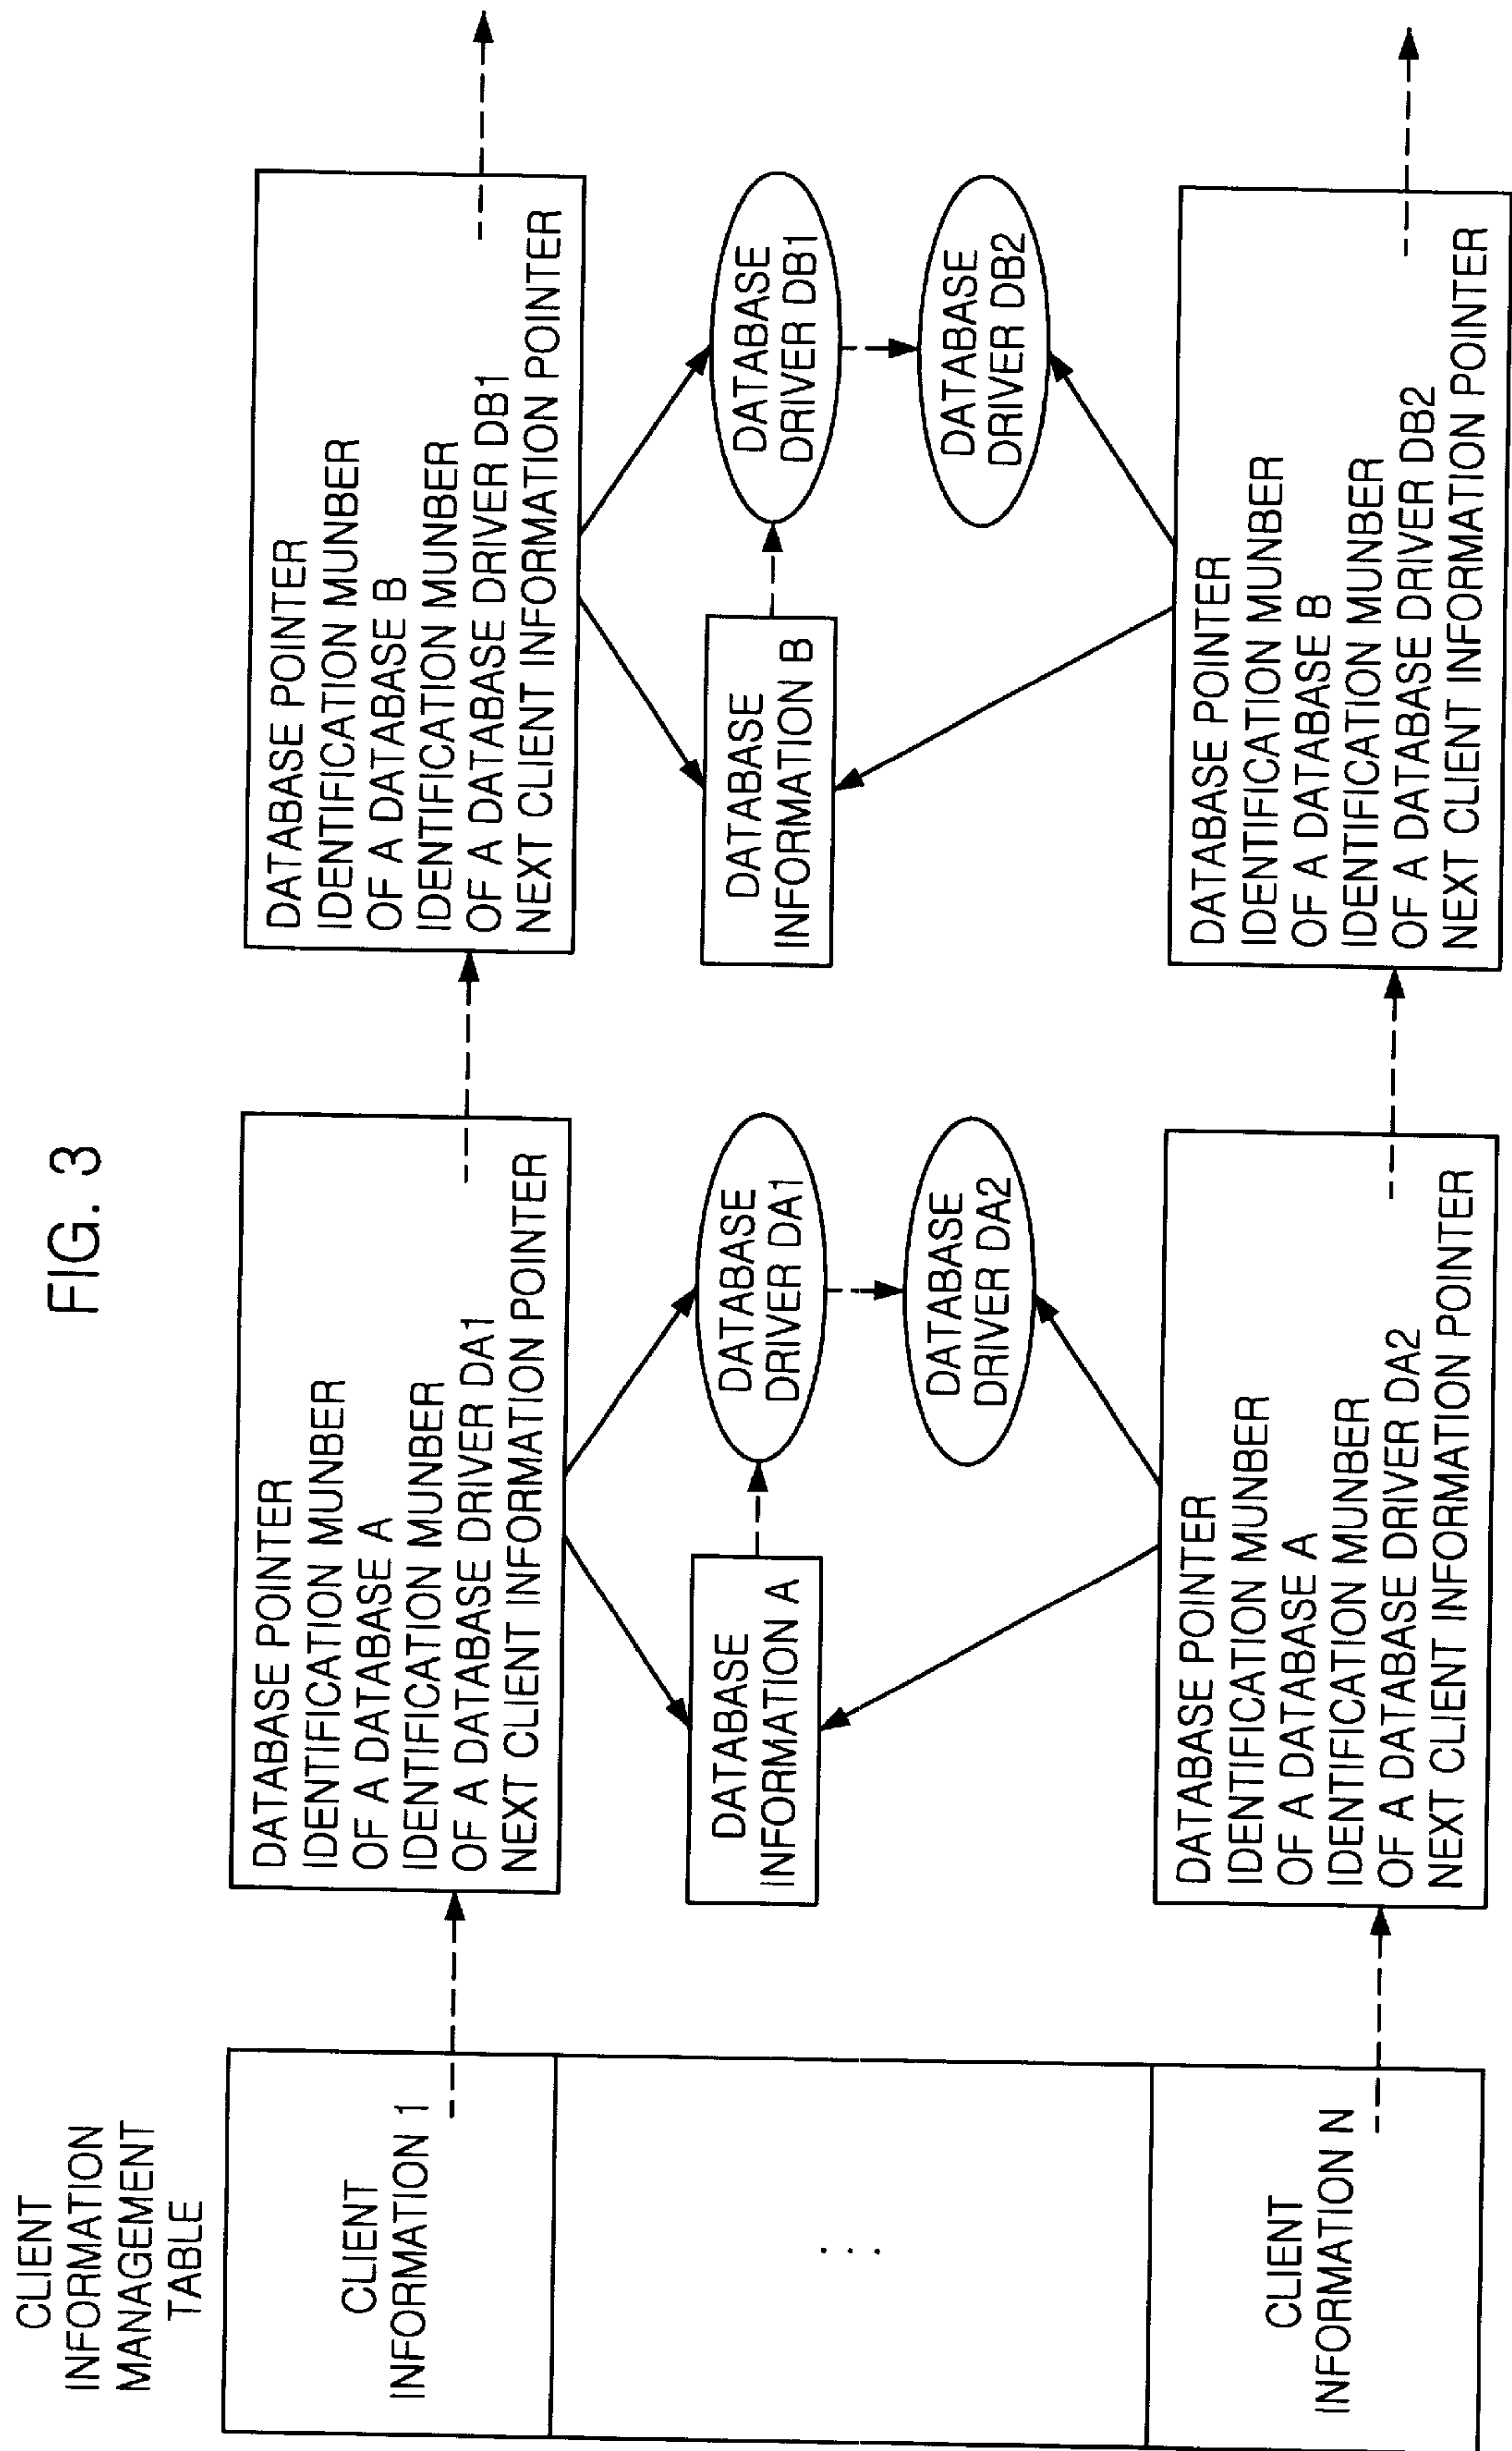 FIG. 3
CLIENT
INFORMATION
MANAGEMENT
TABLE
CLIENT
INFORMATION 1
...
CLIENT
INFORMATION N
DATABASE POINTER
IDENTIFICATION MUNBER
OF A DATABASE A
IDENTIFICATION MUNBER
OF A DATABASE DRIVER DA1
NEXT CLIENT INFORMATION POINTER
DATABASE POINTER
IDENTIFICATION MUNBER
OF A DATABASE B
IDENTIFICATION MUNBER
OF A DATABASE DRIVER DB1
NEXT CLIENT INFORMATION POINTER
DATABASE
INFORMATION A
DATABASE
DRIVER DA1
DATABASE
DRIVER DA2
DATABASE
INFORMATION B
DATABASE
DRIVER DB1
DATABASE
DRIVER DB2
DATABASE POINTER
IDENTIFICATION MUNBER
OF A DATABASE A
IDENTIFICATION MUNBER
OF A DATABASE DRIVER DA2
NEXT CLIENT INFORMATION POINTER
DATABASE POINTER
IDENTIFICATION MUNBER
OF A DATABASE B
IDENTIFICATION MUNBER
OF A DATABASE DRIVER DB2
NEXT CLIENT INFORMATION POINTER